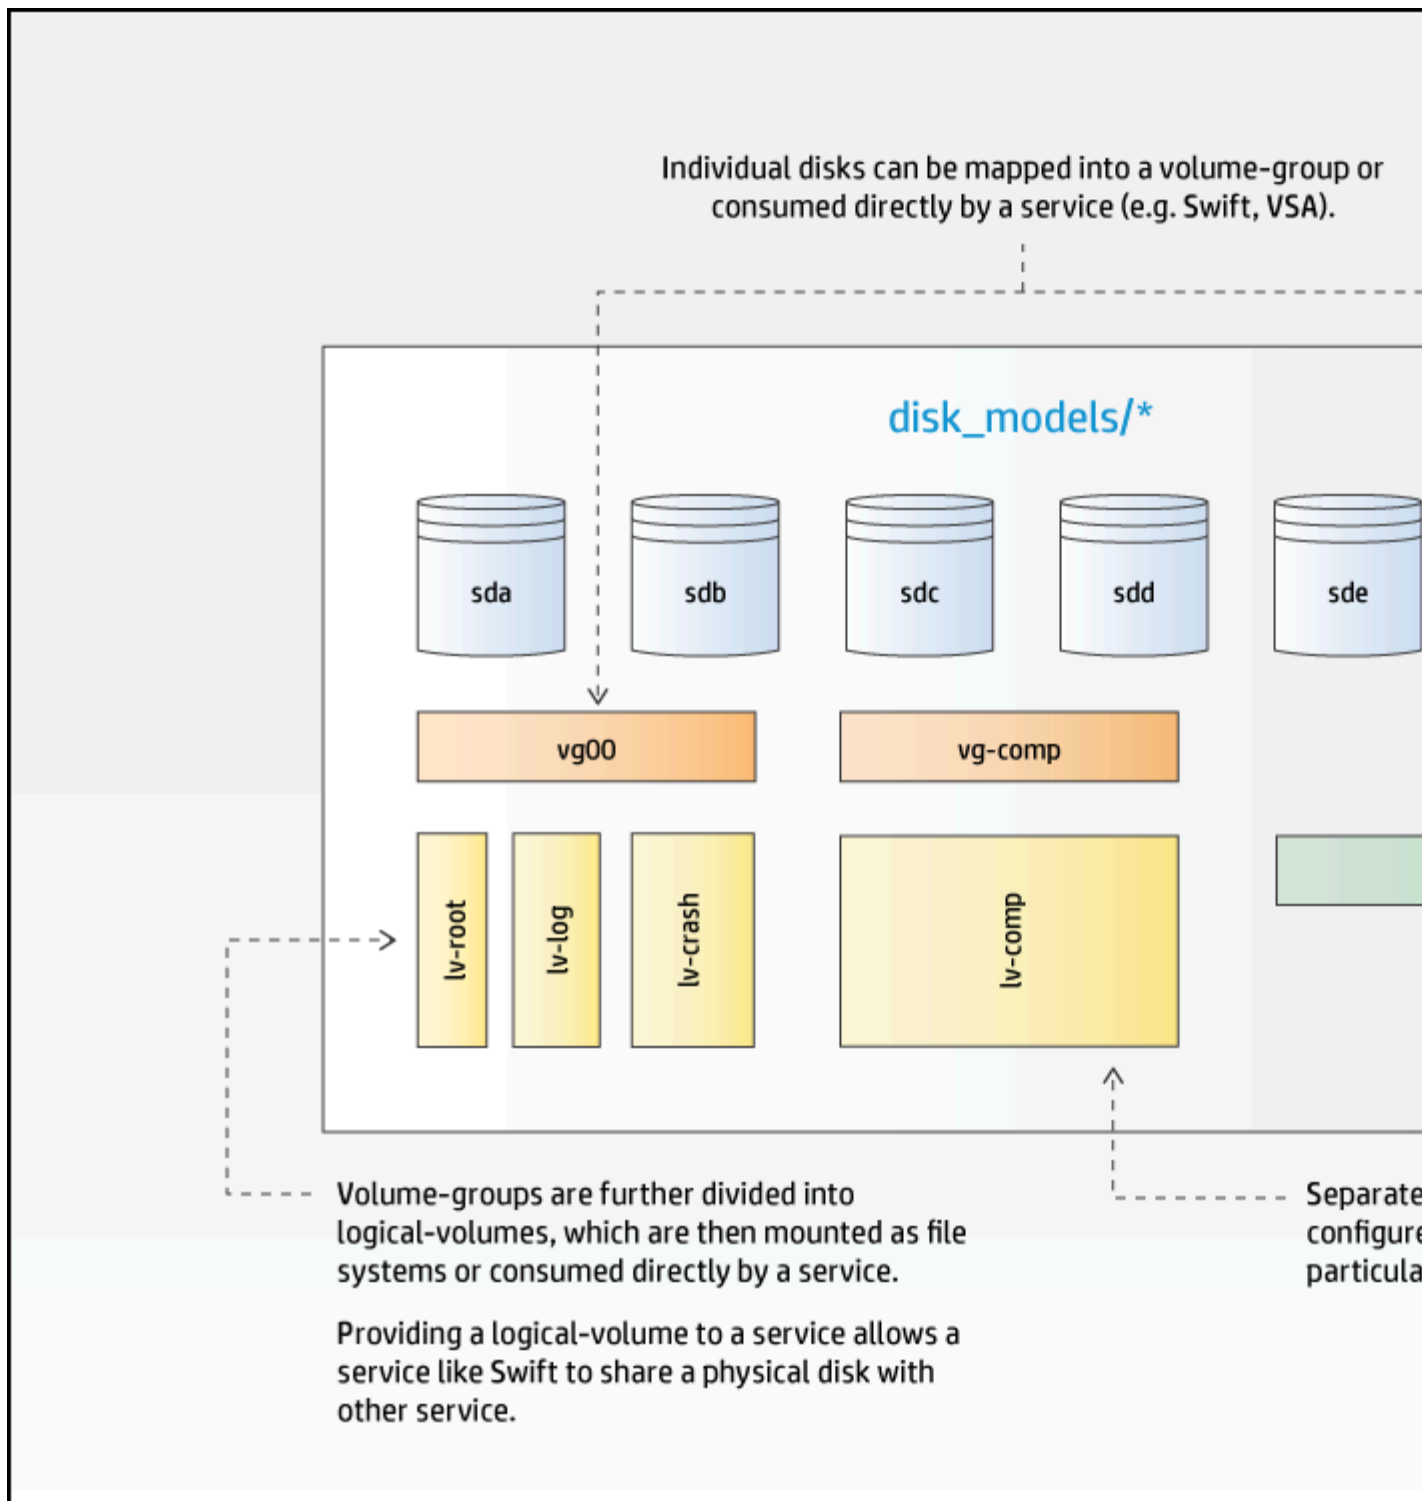 Individual disks can be mapped into a volume-group or
consumed directly by a service (e.g. Swift, VSA).
disk_models/*
sda
sdb
sdc
sdd
sde
vg00
vg-comp
lv-root
lv-log
lv-crash
lv-comp
Volume-groups are further divided into
logical-volumes, which are then mounted as file
systems or consumed directly by a service.
Providing a logical-volume to a service allows a
service like Swift to share a physical disk with
other service.
Separate
configure
particula